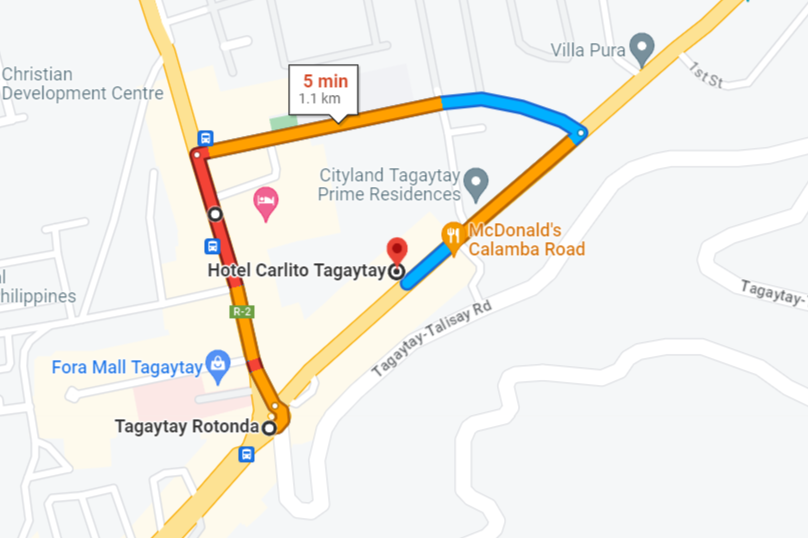 Villa Pura
1st St
Christian
Development Centre
5 min
1.1 km
Cityland Tagaytay
Prime Residences
McDonald's
Calamba Road
Hotel Carlito Tagaytay
l
hilippines
R-2
Tagaytay-
Tagaytay-Talisay Rd
Fora Mall Tagaytay
Tagaytay Rotonda